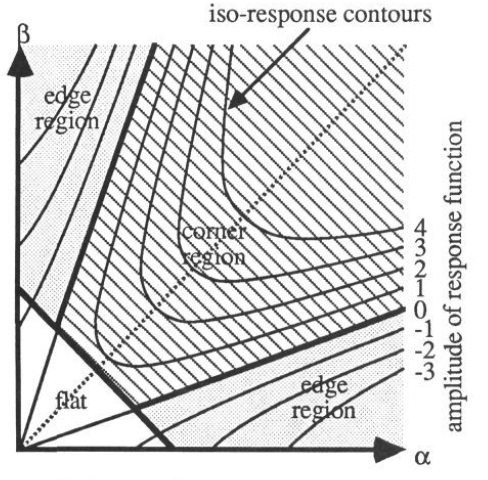 iso-response contours
β
edge
region
corner
region
4
3
2
1
0
-1
-2
-3
amplitude of response function
flat
edge
region
α